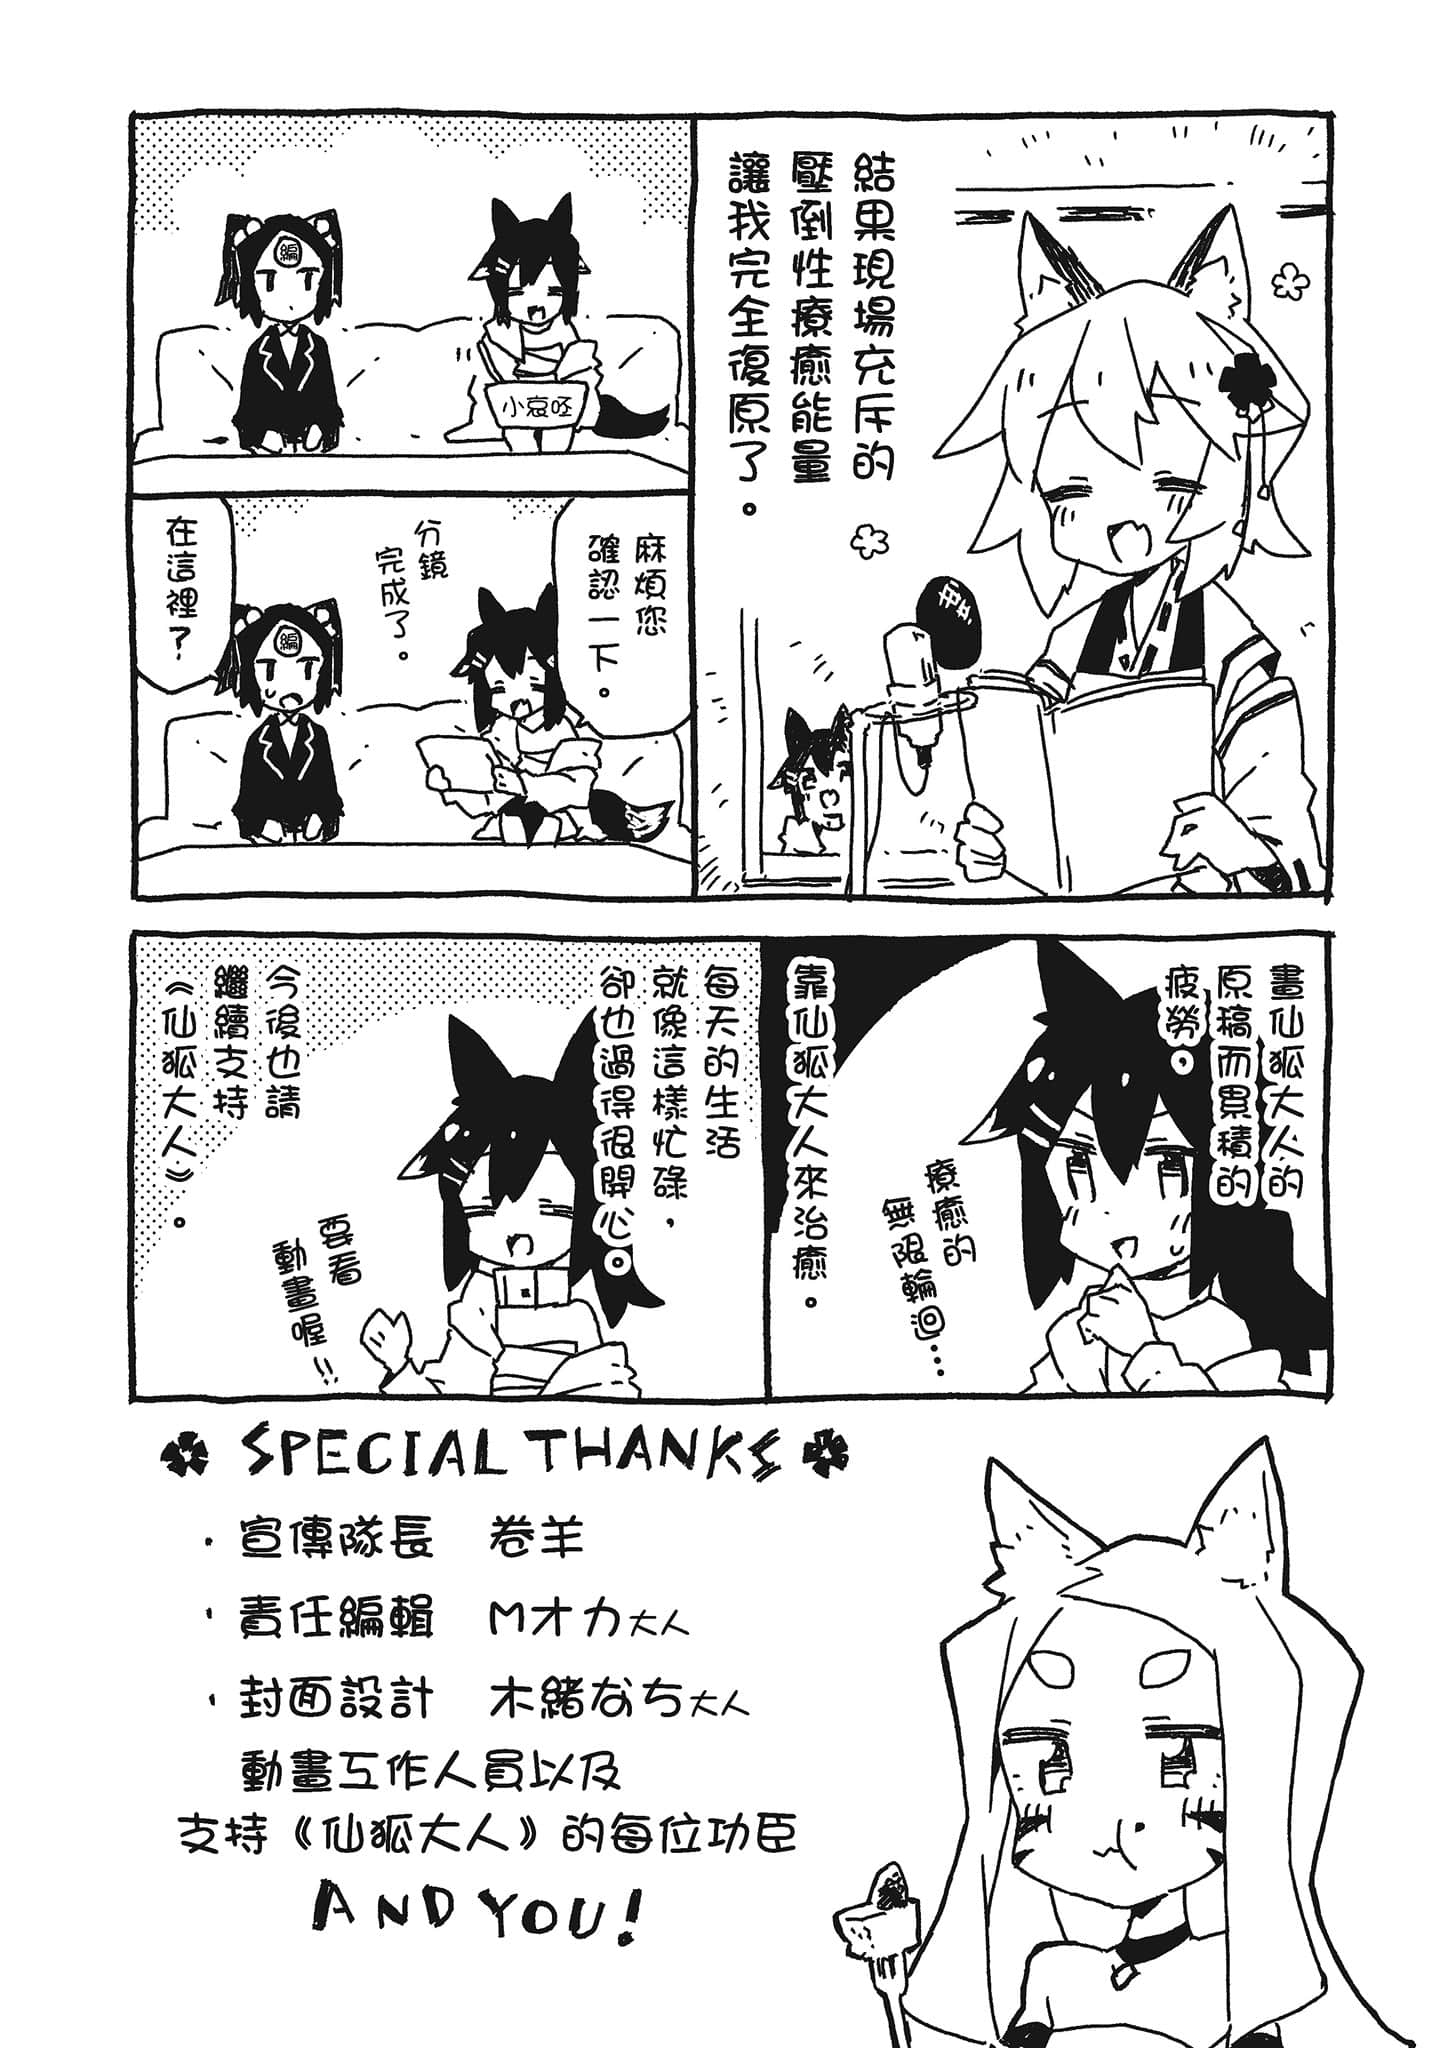 結果現場充斥的
壓倒性療癒能量
讓我完全復原了。
編
小哀呸
麻煩您
確認一下。
分鏡
完成了。
在這裡?
編
畫仙狐大人的
原稿而累積的
疲勞。
療癒的
無限輪迴…
靠仙狐大人來治癒。
每天的生活
就像這樣忙碌,
卻也過得很開心。
今後也請
繼續支持
《仙狐大人》。
要看
動畫喔!!
SPECIAL THANKS
・宣傳隊長 卷羊
・責任編輯 Mオカ大人
・封面設計 木緒なち大人
動畫工作人員以及
支持《仙狐大人》的每位功臣
AND YOU!